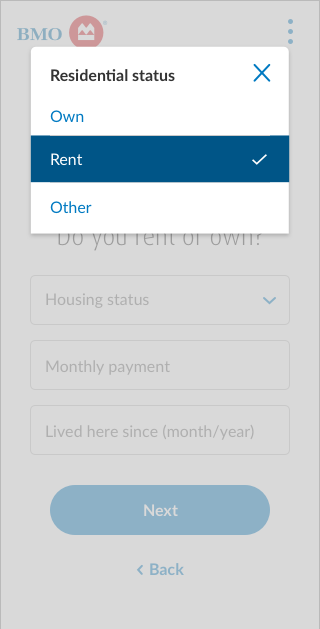 BMO
Residential status
Own
Rent
Other
Do you rent or own?
Housing status
Monthly payment
Lived here since (month/year)
Next
Back